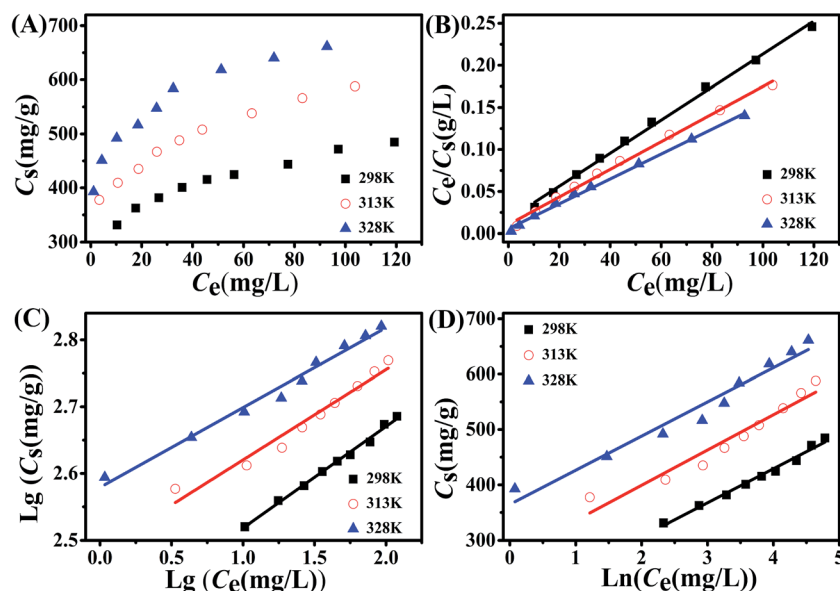 (A)
Cs(mg/g)
700
600
500
400
300
0 20 40 60 80 100 120
Ce(mg/L)
298K
313K
328K
(B)
Ce/Cs(g/L)
0.25
0.20
0.15
0.10
0.05
0.00
0 20 40 60 80 100 120
Ce(mg/L)
298K
313K
328K
(C)
Lg (Cs(mg/g))
2.8
2.7
2.6
2.5
0.0 0.5 1.0 1.5 2.0
Lg (Ce(mg/L))
298K
313K
328K
(D)
Cs(mg/g)
700
600
500
400
300
0 1 2 3 4 5
Ln(Ce(mg/L))
298K
313K
328K